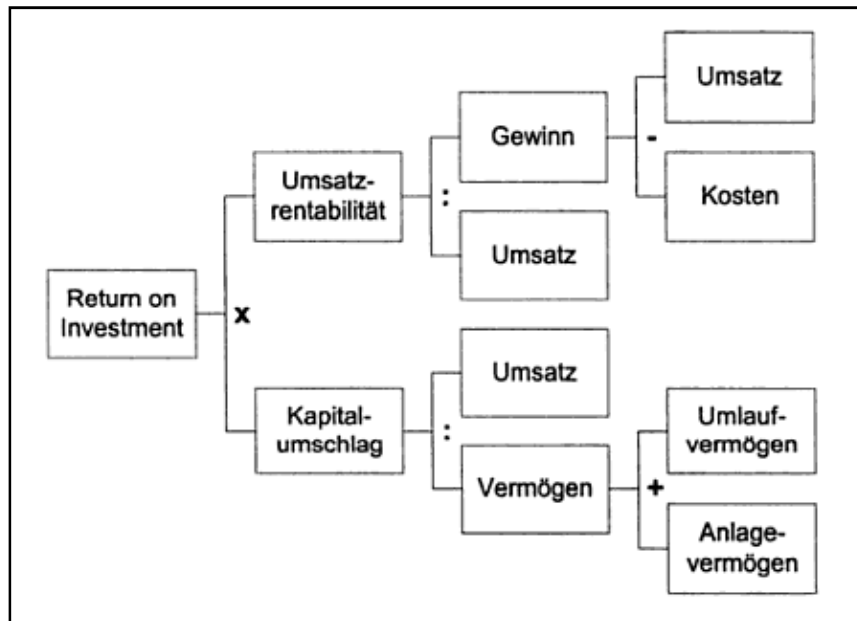 Umsatz
Gewinn
-
Umsatz-
rentabilität
:
Kosten
Umsatz
Return on
Investment
x
Umsatz
Kapital-
umschlag
:
Umlauf-
vermögen
Vermögen
+
Anlage-
vermögen